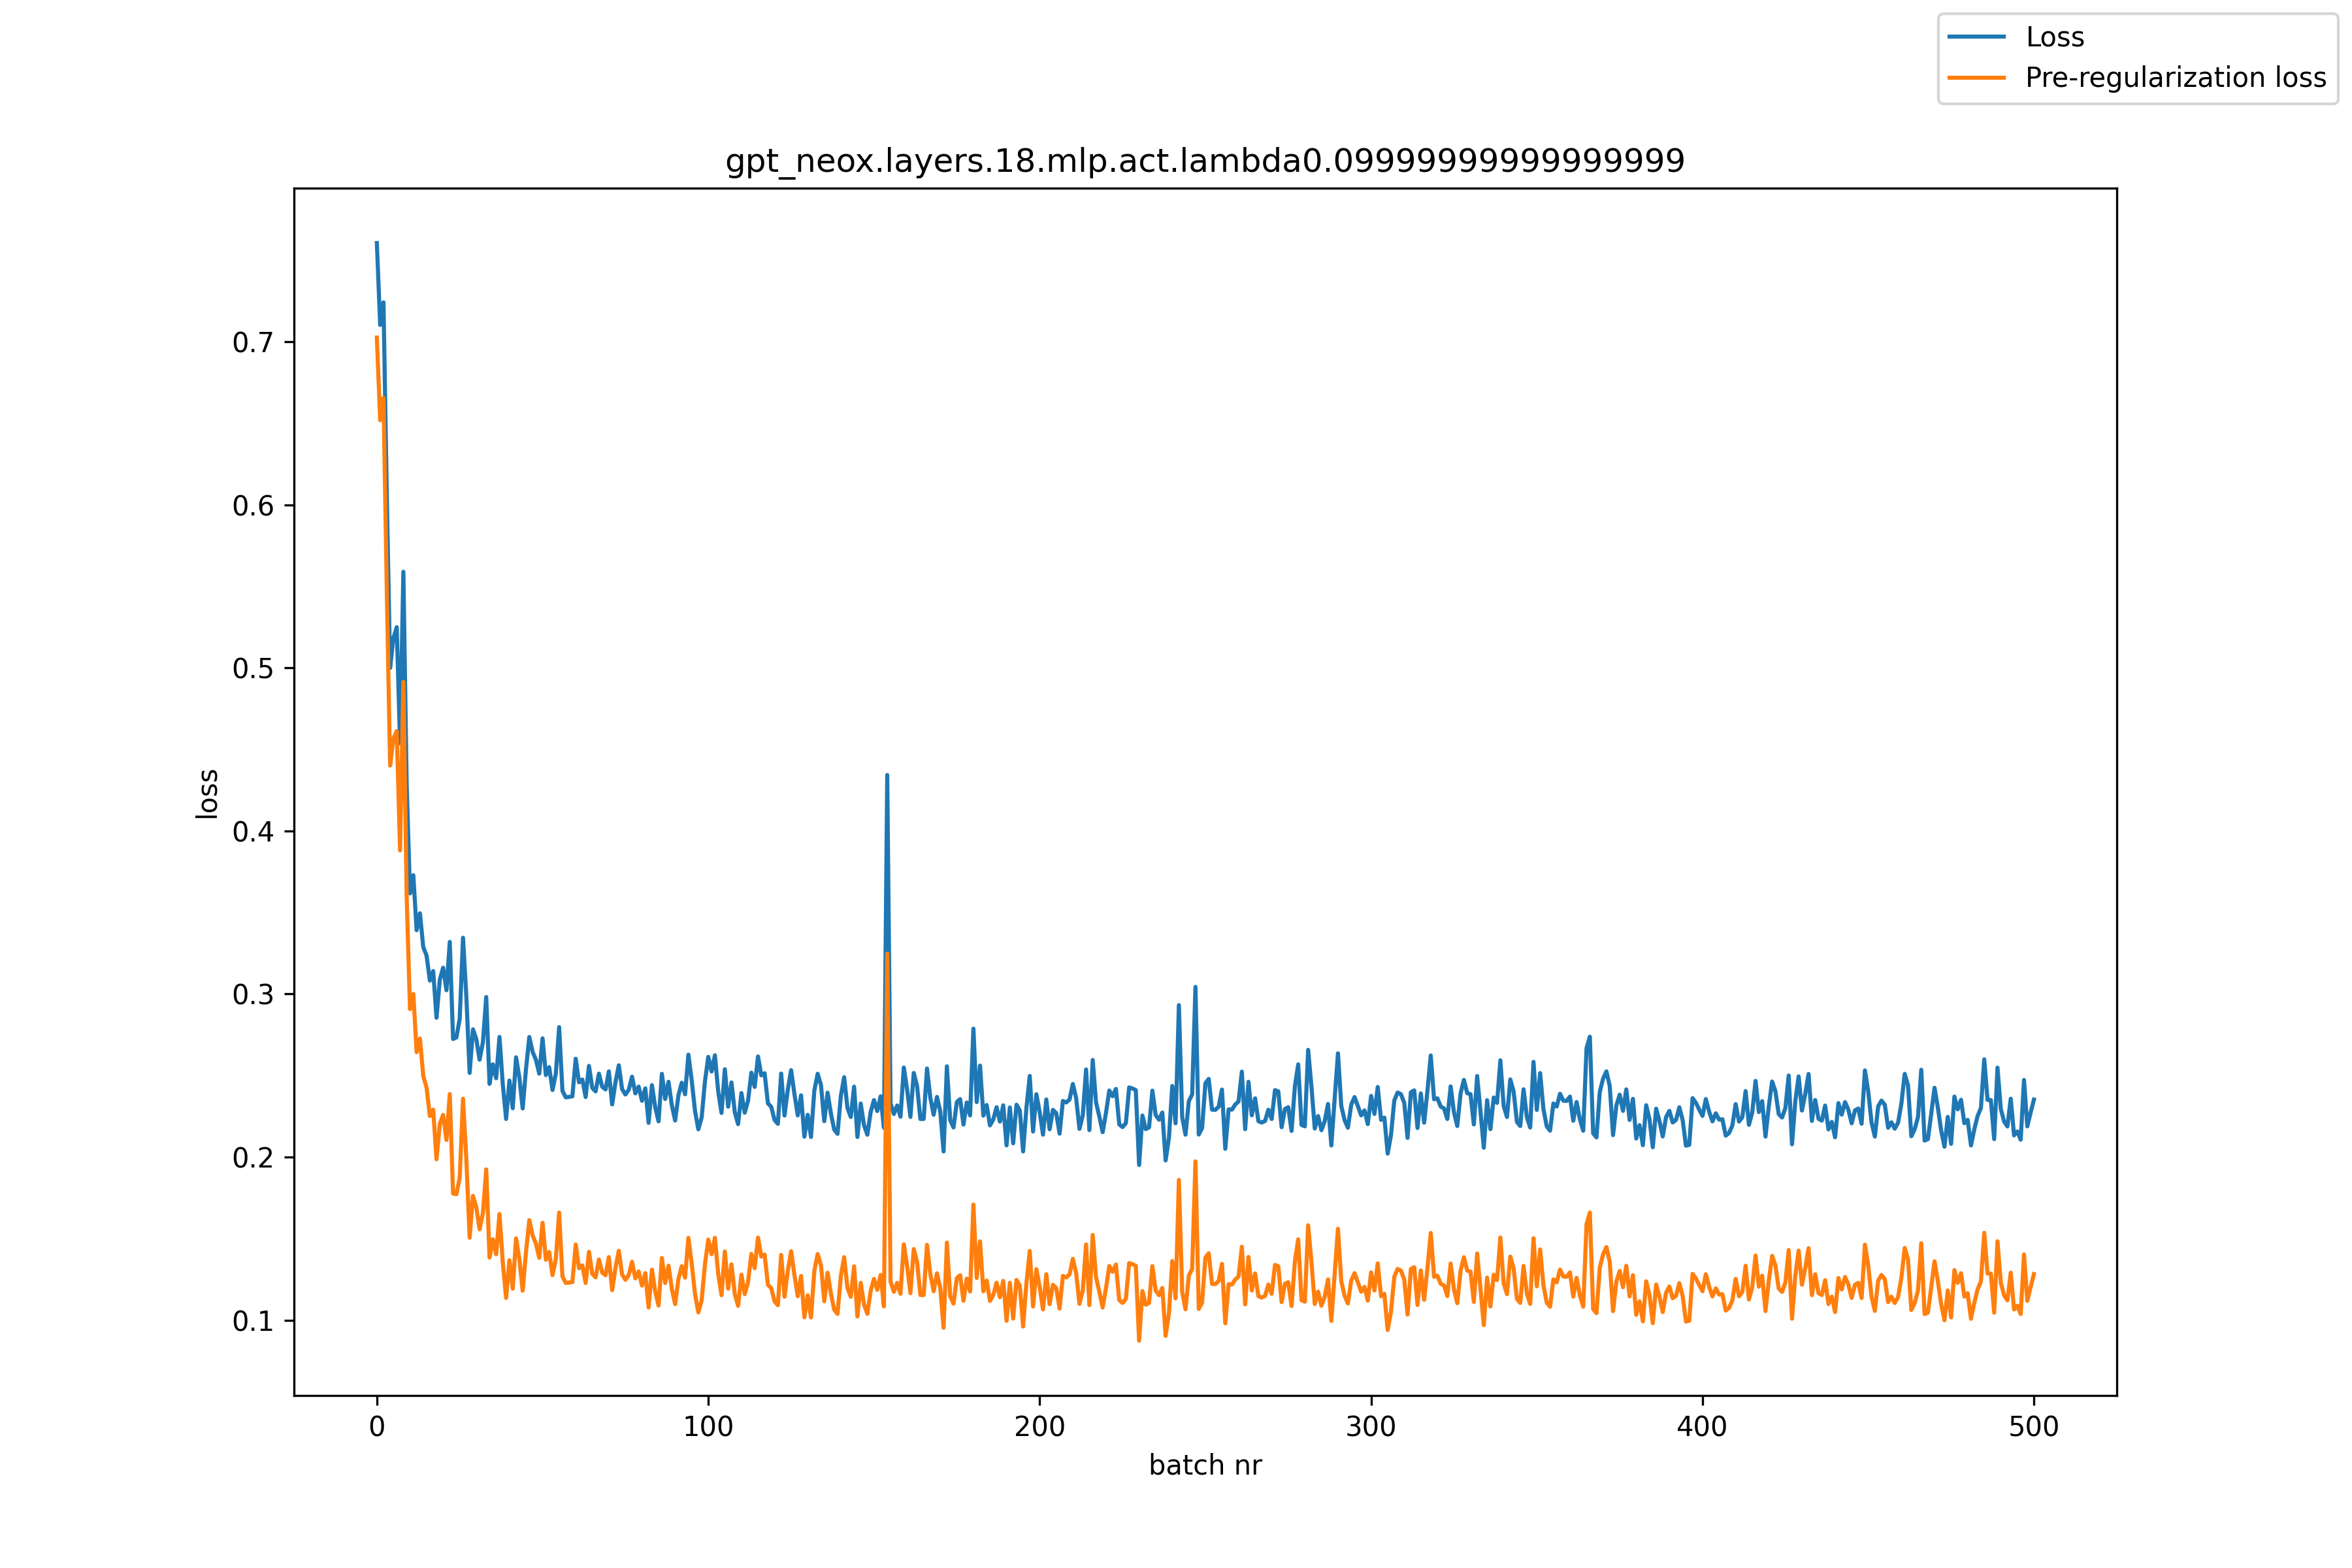 Loss
Pre-regularization loss
gpt_neox.layers.18.mlp.act.lambda0.09999999999999999
0.7
0.6
0.5
0.4
0.3
0.2
0.1
loss
0 100 200 300 400 500
batch nr